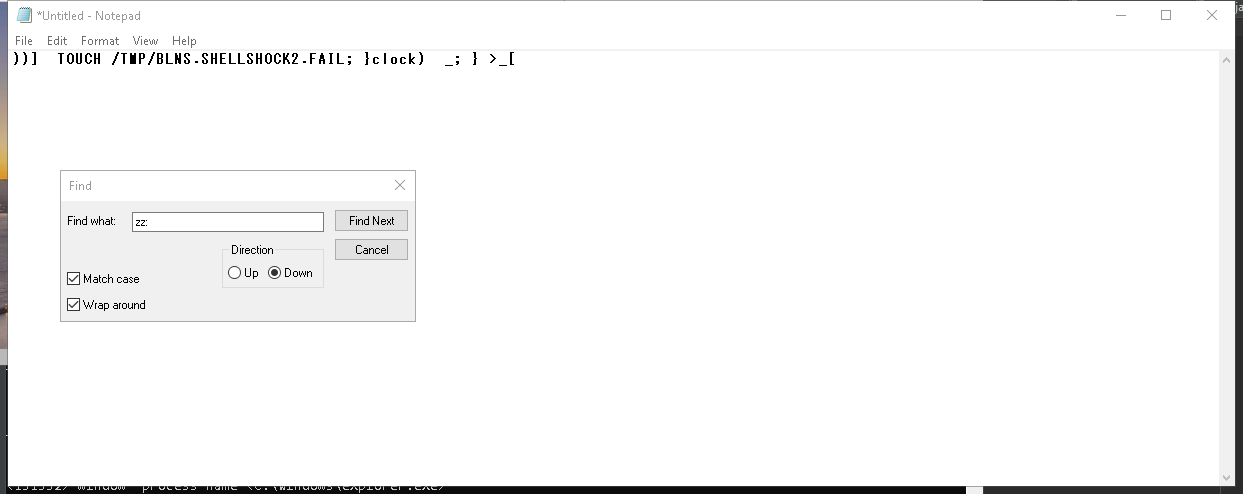 *Untitled - Notepad
File Edit Format View Help
))]  TOUCH /TMP/BLNS.SHELLSHOCK2.FAIL; }clock)  _; } >_[
Find
Find what: zz: Find Next
Direction Cancel
Up Down
Match case
Wrap around
window process name <C:\Windows\explorer.exe>